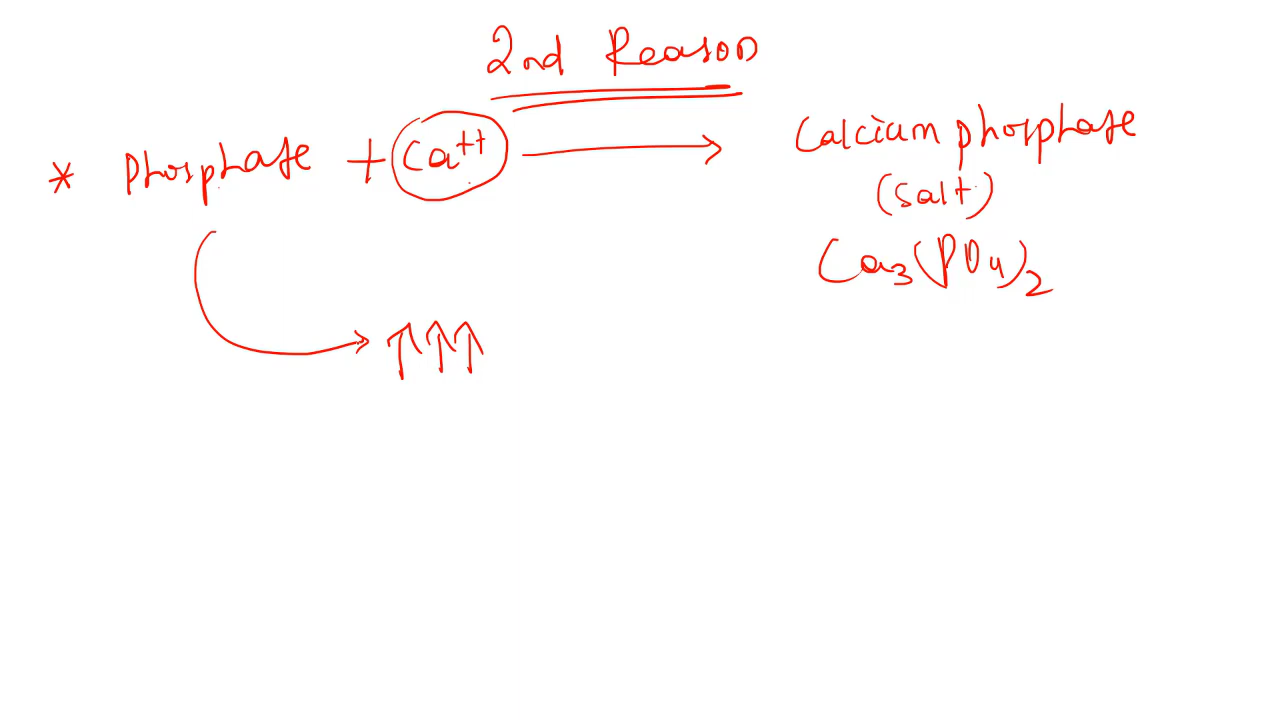 2nd Reason
* Phosphate + Ca⁺⁺ → Calcium phosphate
(Salt)
Ca₃(PO₄)₂
↑↑↑